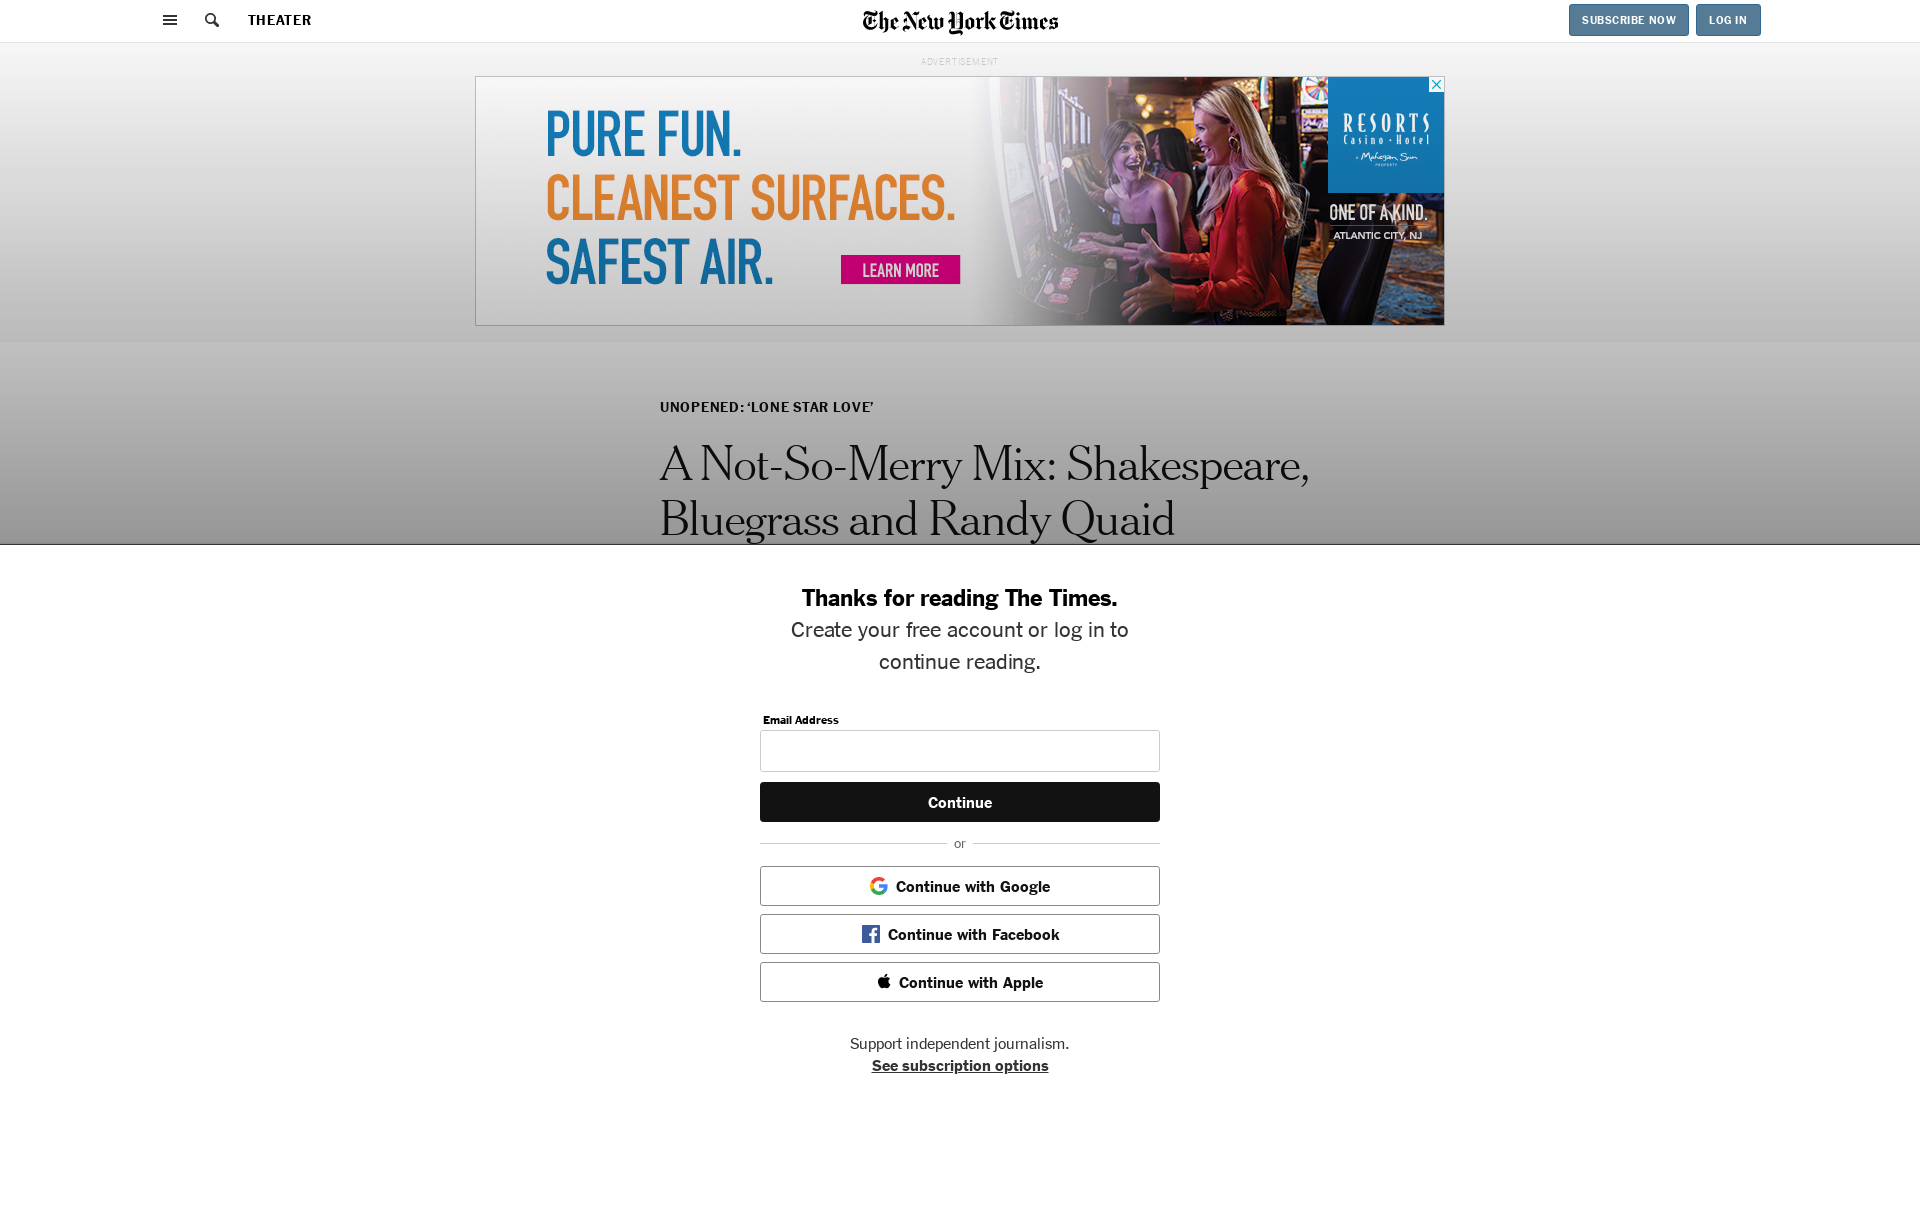 THEATER
The New York Times
SUBSCRIBE NOW
LOG IN
ADVERTISEMENT
PURE FUN.
CLEANEST SURFACES.
SAFEST AIR.
LEARN MORE
RESORTS
Casino • Hotel
a Mohegan Sun
PROPERTY
ONE OF A KIND.
ATLANTIC CITY, NJ
UNOPENED: ‘LONE STAR LOVE’
A Not-So-Merry Mix: Shakespeare,
Bluegrass and Randy Quaid
Thanks for reading The Times.
Create your free account or log in to
continue reading.
Email Address
Continue
or
Continue with Google
Continue with Facebook
Continue with Apple
Support independent journalism.
See subscription options